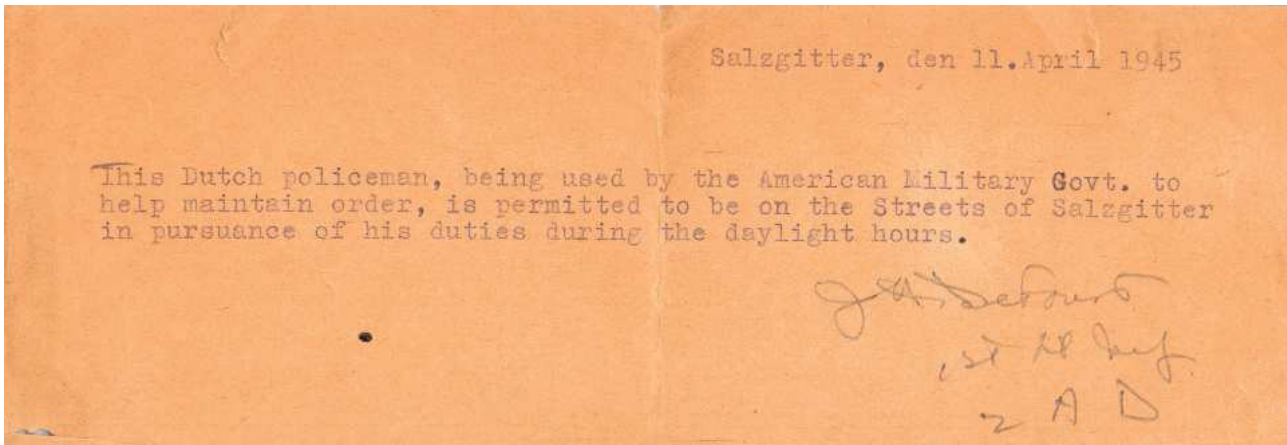 Salzgitter, den 11.April 1945
This Dutch policeman, being used by the American Military Govt. to
help maintain order, is permitted to be on the Streets of Salzgitter
in pursuance of his duties during the daylight hours.
1st
2 A D